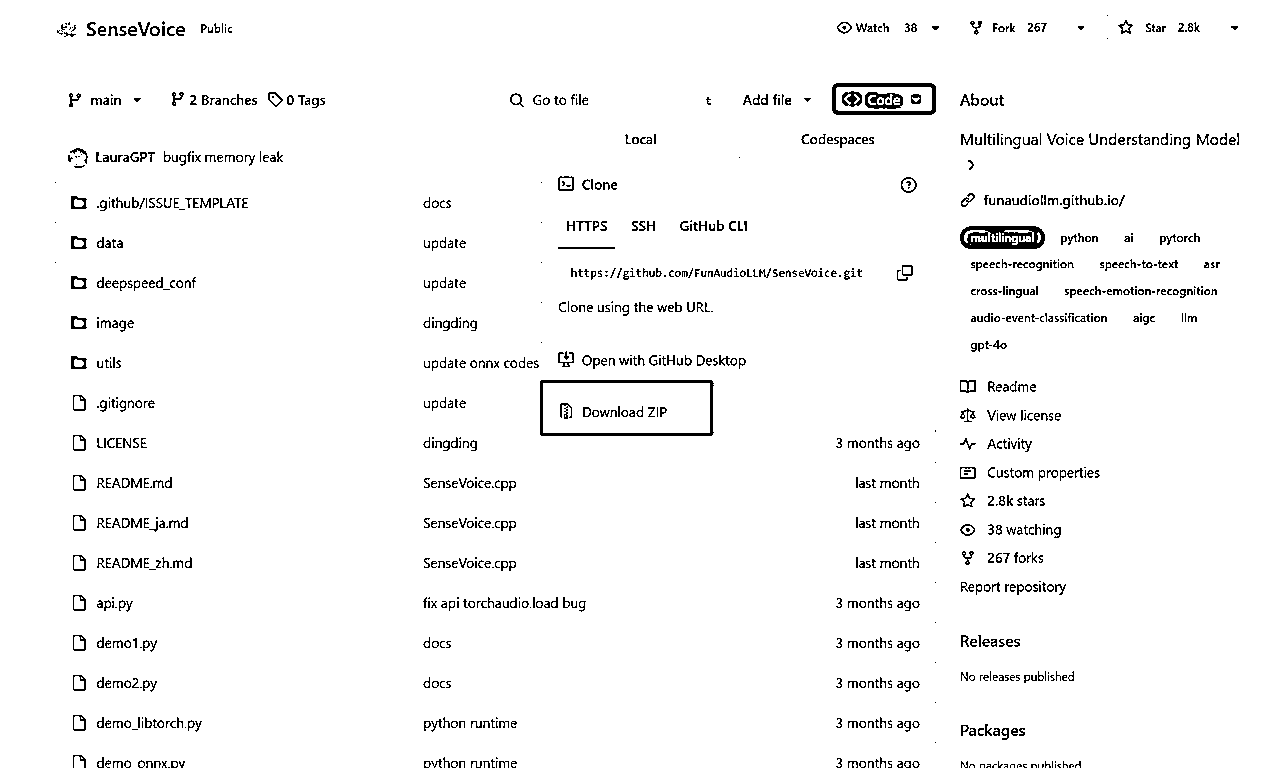 SenseVoice Public
Watch 38
Fork 267
Star 2.8k
main
2 Branches
0 Tags
Go to file
t
Add file
Code
Local
Codespaces
Clone
HTTPS
SSH
GitHub CLI
https://github.com/FunAudioLLM/SenseVoice.git
Clone using the web URL.
Open with GitHub Desktop
Download ZIP
LauraGPT bugfix memory leak
.github/ISSUE_TEMPLATE docs
data update
deepspeed_conf update
image dingding
utils update onnx codes
.gitignore update
LICENSE dingding 3 months ago
README.md SenseVoice.cpp last month
README_ja.md SenseVoice.cpp last month
README_zh.md SenseVoice.cpp last month
api.py fix api torchaudio.load bug 3 months ago
demo1.py docs 3 months ago
demo2.py docs 3 months ago
demo_libtorch.py python runtime 3 months ago
demo_onnx.py python runtime 3 months ago
About
Multilingual Voice Understanding Model
funaudiollm.github.io/
multilingual python ai pytorch
speech-recognition speech-to-text asr
cross-lingual speech-emotion-recognition
audio-event-classification aigc llm
gpt-4o
Readme
View license
Activity
Custom properties
2.8k stars
38 watching
267 forks
Report repository
Releases
No releases published
Packages
No packages published